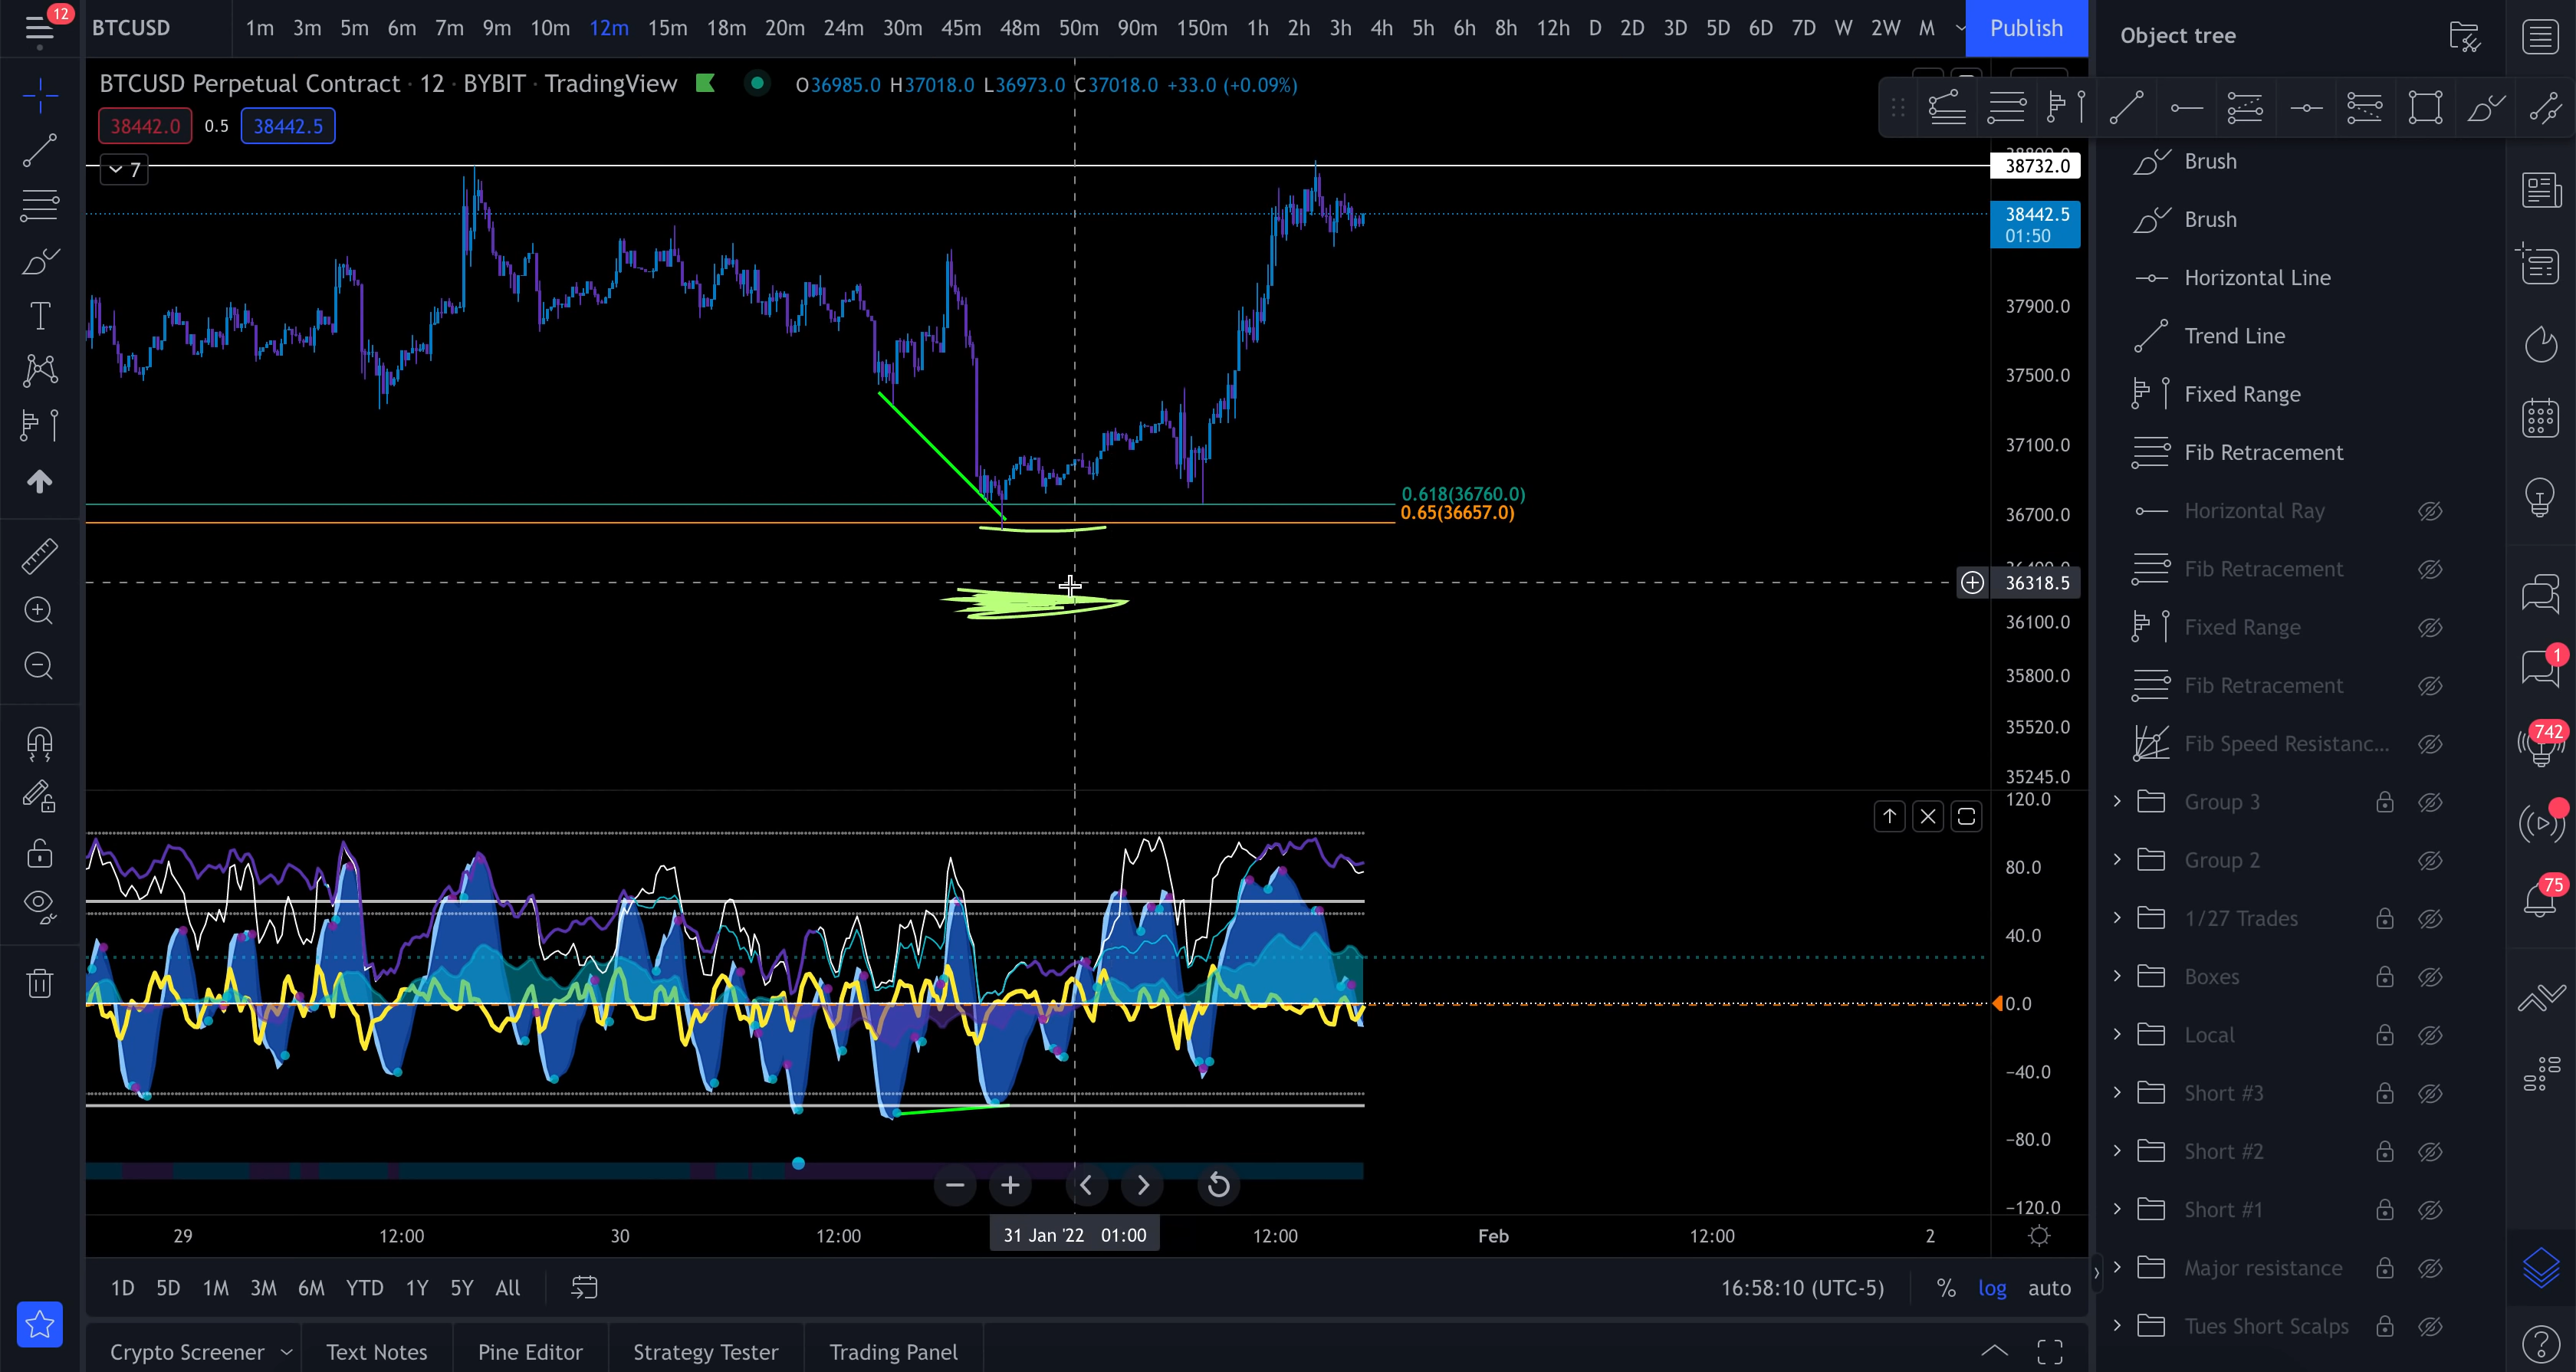 12
BTCUSD
1m 3m 5m 6m 7m 9m 10m 12m 15m 18m 20m 24m 30m 45m 48m 50m 90m 150m 1h 2h 3h 4h 5h 6h 8h 12h D 2D 3D 5D 6D 7D W 2W M
Publish
Object tree
BTCUSD Perpetual Contract · 12 · BYBIT · TradingView
O36985.0 H37018.0 L36973.0 C37018.0 +33.0 (+0.09%)
38442.0 0.5 38442.5
7
38732.0
38442.5
01:50
37900.0
37500.0
37100.0
36700.0
36318.5
36100.0
35800.0
35520.0
35245.0
0.618(36760.0)
0.65(36657.0)
120.0
80.0
40.0
0.0
−40.0
−80.0
−120.0
29 12:00 30 12:00 31 Jan '22 01:00 12:00 Feb 12:00 2
1D 5D 1M 3M 6M YTD 1Y 5Y All
16:58:10 (UTC-5) % log auto
Crypto Screener Text Notes Pine Editor Strategy Tester Trading Panel
Brush
Brush
Horizontal Line
Trend Line
Fixed Range
Fib Retracement
Horizontal Ray
Fib Retracement
Fixed Range
Fib Retracement
Fib Speed Resistanc...
Group 3
Group 2
1/27 Trades
Boxes
Local
Short #3
Short #2
Short #1
Major resistance
Tues Short Scalps
1
742
75